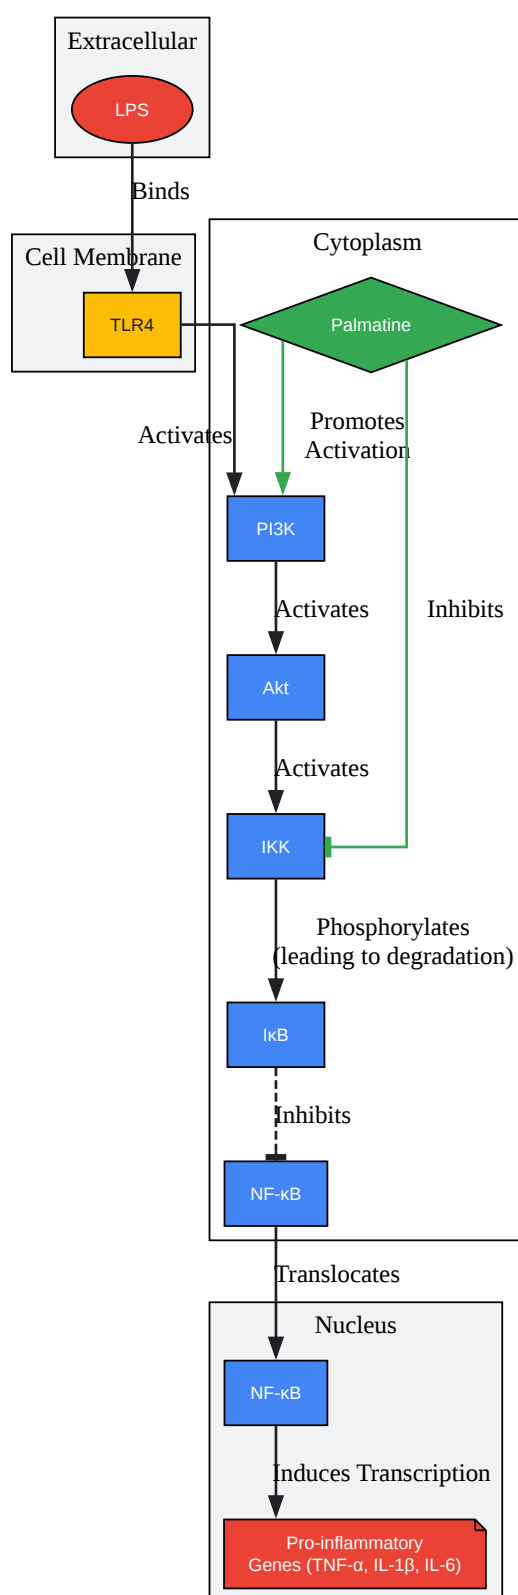 Extracellular
LPS
Binds
Cell Membrane
TLR4
Cytoplasm
Palmatine
Activates
Promotes
Activation
PI3K
Activates
Inhibits
Akt
Activates
IKK
Phosphorylates
(leading to degradation)
IκB
Inhibits
NF-κB
Translocates
Nucleus
NF-κB
Induces Transcription
Pro-inflammatory
Genes (TNF-α, IL-1β, IL-6)